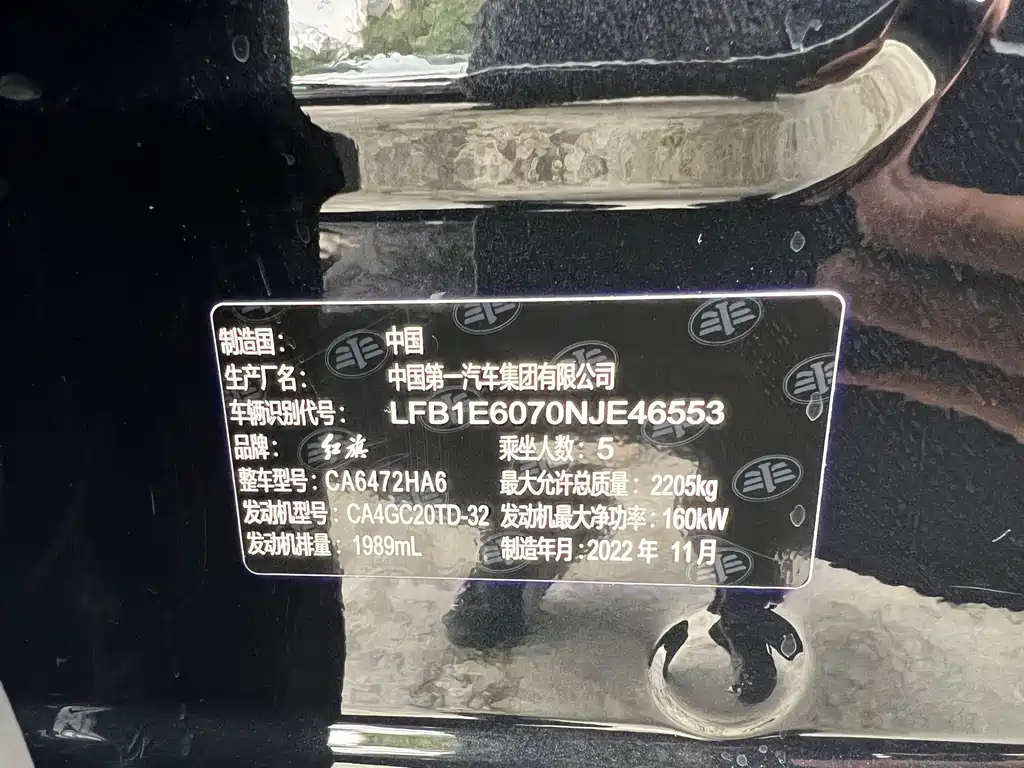 制造国：中国
生产厂名：中国第一汽车集团有限公司
车辆识别代号：LFB1E6070NJE46553
品牌：红旗 乘坐人数：5
整车型号：CA6472HA6 最大允许总质量：2205kg
发动机型号：CA4GC20TD-32 发动机最大净功率：160kW
发动机排量：1989mL 制造年月：2022年 11月